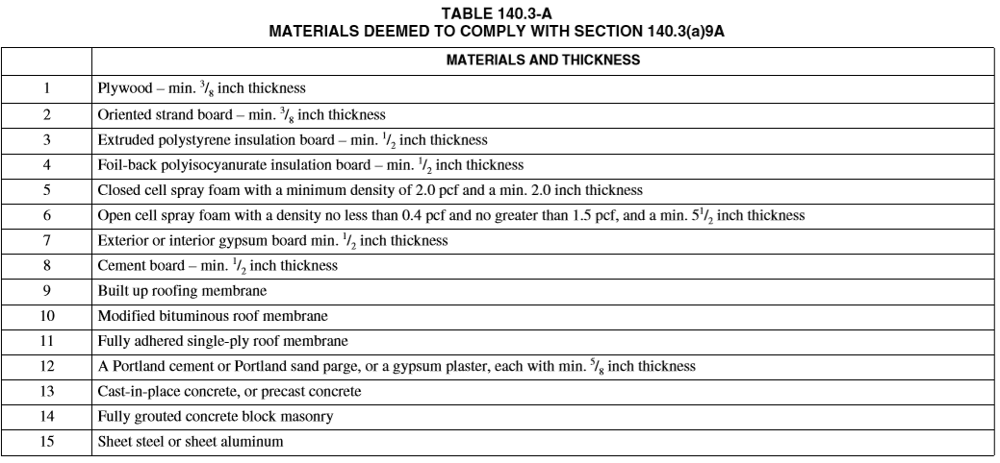 TABLE 140.3-A
MATERIALS DEEMED TO COMPLY WITH SECTION 140.3(a)9A
MATERIALS AND THICKNESS
1 Plywood – min. 3/8 inch thickness
2 Oriented strand board – min. 3/8 inch thickness
3 Extruded polystyrene insulation board – min. 1/2 inch thickness
4 Foil-back polyisocyanurate insulation board – min. 1/2 inch thickness
5 Closed cell spray foam with a minimum density of 2.0 pcf and a min. 2.0 inch thickness
6 Open cell spray foam with a density no less than 0.4 pcf and no greater than 1.5 pcf, and a min. 5 1/2 inch thickness
7 Exterior or interior gypsum board min. 1/2 inch thickness
8 Cement board – min. 1/2 inch thickness
9 Built up roofing membrane
10 Modified bituminous roof membrane
11 Fully adhered single-ply roof membrane
12 A Portland cement or Portland sand parge, or a gypsum plaster, each with min. 5/8 inch thickness
13 Cast-in-place concrete, or precast concrete
14 Fully grouted concrete block masonry
15 Sheet steel or sheet aluminum